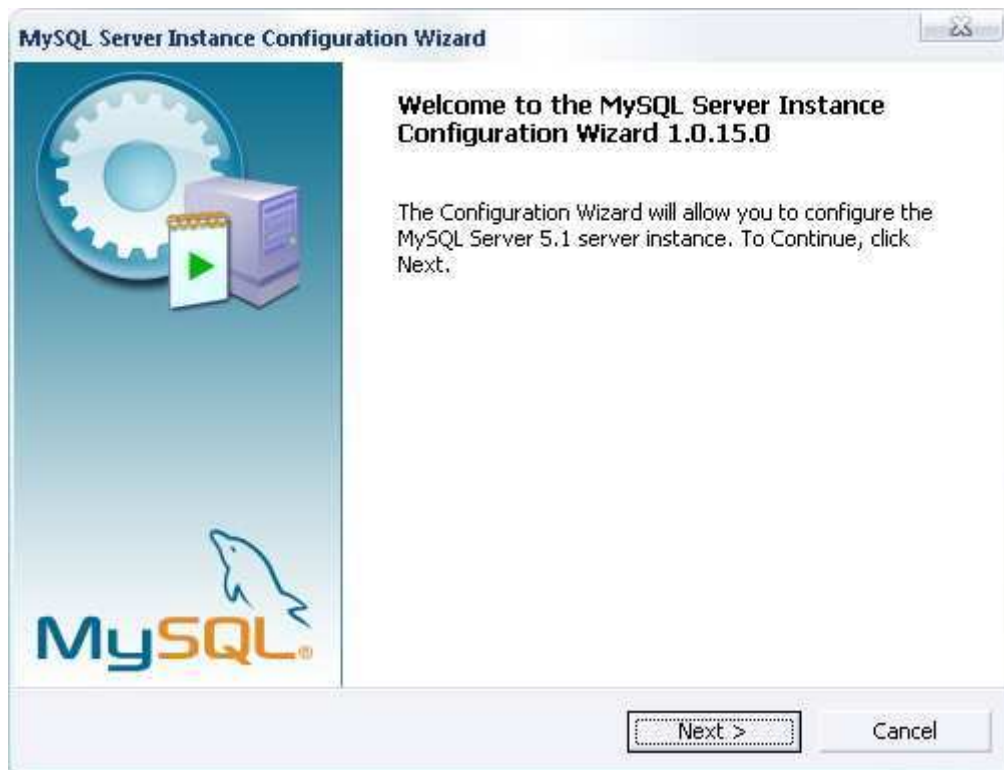 MySQL Server Instance Configuration Wizard
Welcome to the MySQL Server Instance
Configuration Wizard 1.0.15.0
The Configuration Wizard will allow you to configure the
MySQL Server 5.1 server instance. To Continue, click
Next.
MySQL®
Next >
Cancel